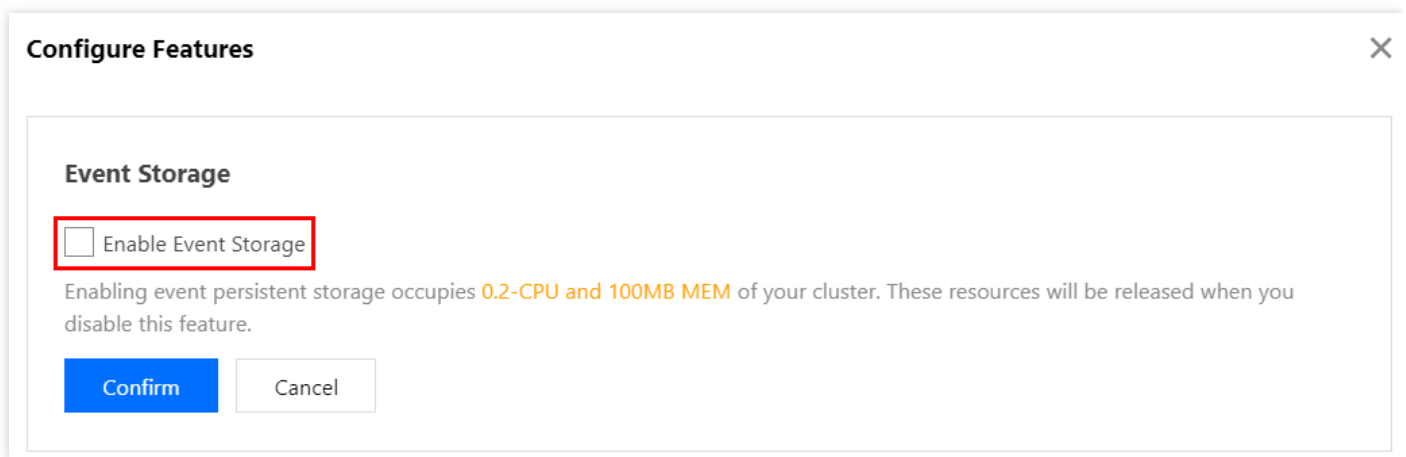 Configure Features
Event Storage
Enable Event Storage
Enabling event persistent storage occupies 0.2-CPU and 100MB MEM of your cluster. These resources will be released when you
disable this feature.
Confirm Cancel